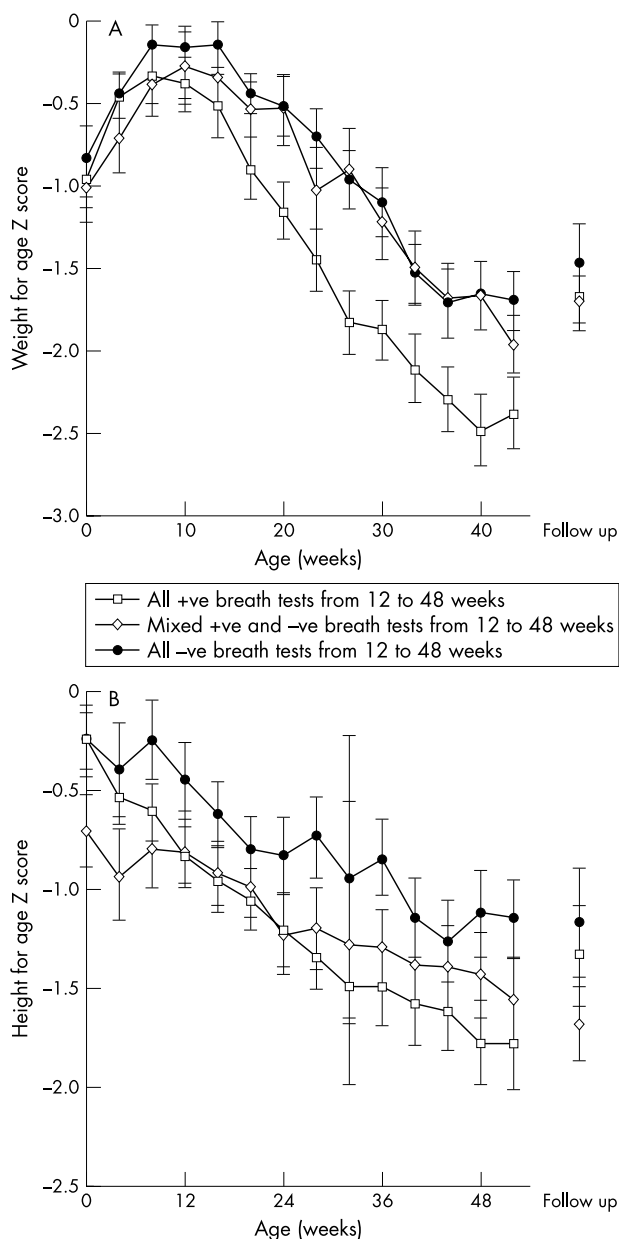 A
0
–0.5
–1.0
–1.5
–2.0
–2.5
–3.0
Weight for age Z score
0 10 20 30 40 Follow up
Age (weeks)
All +ve breath tests from 12 to 48 weeks
Mixed +ve and –ve breath tests from 12 to 48 weeks
All –ve breath tests from 12 to 48 weeks
B
0
–0.5
–1.0
–1.5
–2.0
–2.5
Height for age Z score
0 12 24 36 48 Follow up
Age (weeks)